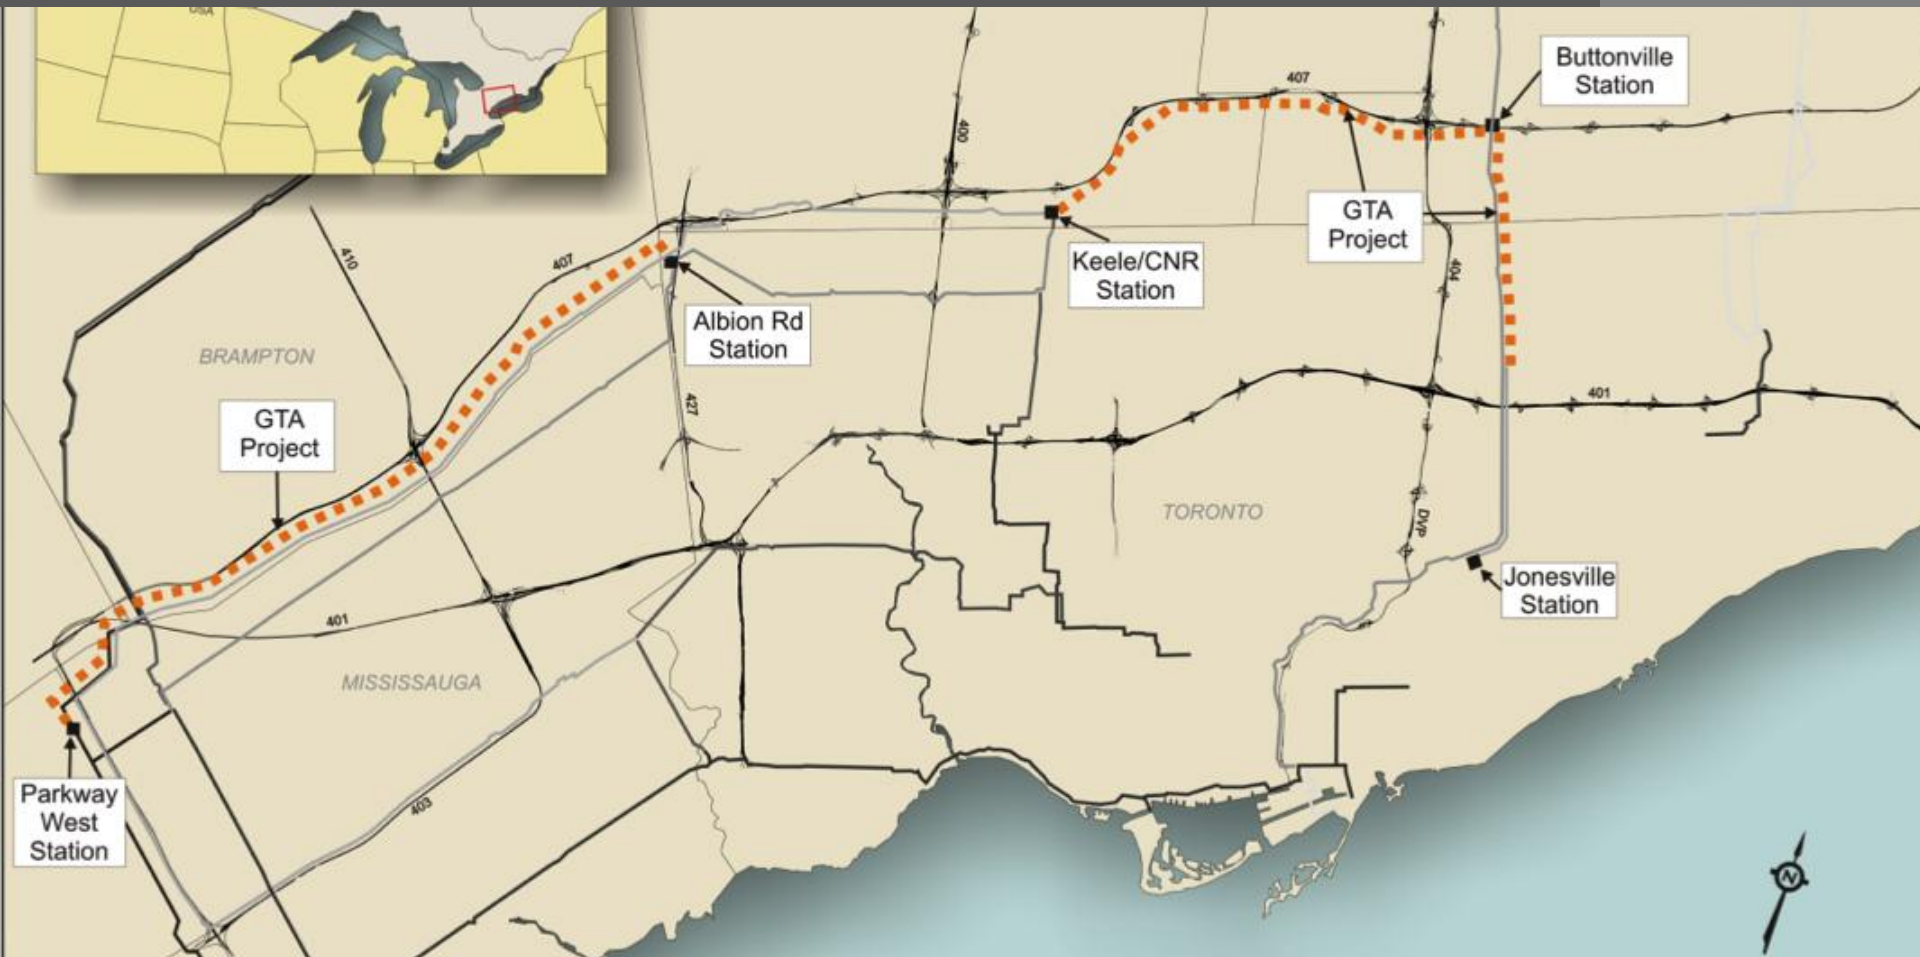 USA
Buttonville
Station
407
400
GTA
Project
410
407
Keele/CNR
Station
404
Albion Rd
Station
BRAMPTON
427
401
GTA
Project
TORONTO
DVP
Jonesville
Station
401
MISSISSAUGA
Parkway
West
Station
403
N